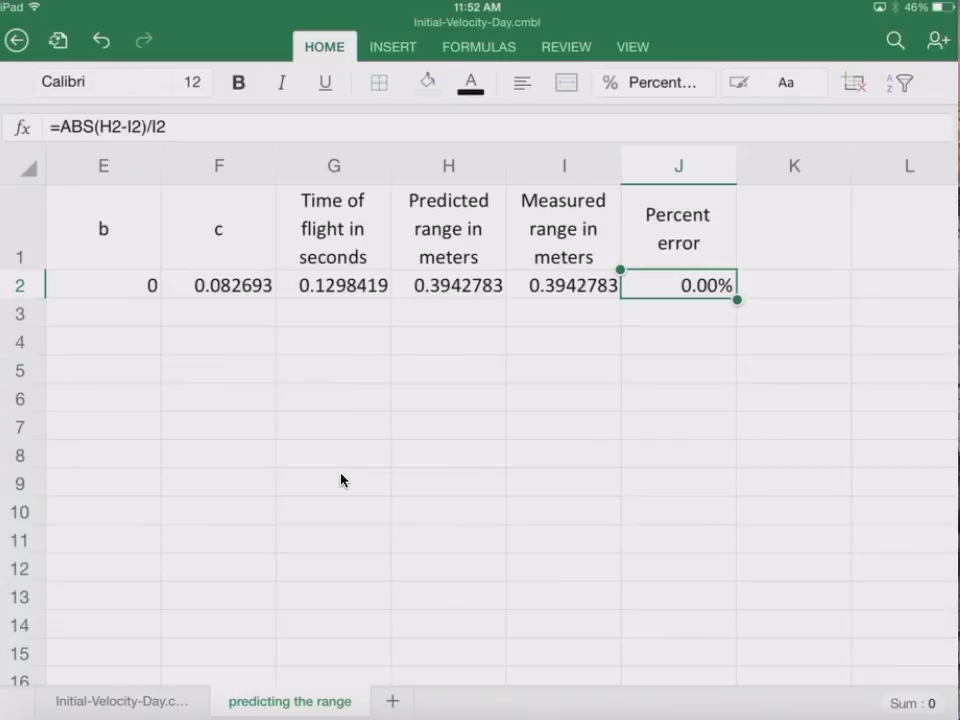 iPad
11:52 AM
46%
Initial-Velocity-Day.cmbl
HOME
INSERT
FORMULAS
REVIEW
VIEW
Calibri
12
B
I
U
A
%
Percent...
Aa
A
Z
fx
=ABS(H2-I2)/I2
E
F
G
H
I
J
K
L
1
b
c
Time of
flight in
seconds
Predicted
range in
meters
Measured
range in
meters
Percent
error
2
0
0.082693
0.1298419
0.3942783
0.3942783
0.00%
3
4
5
6
7
8
9
10
11
12
13
14
15
16
Initial-Velocity-Day.c...
predicting the range
+
Sum : 0